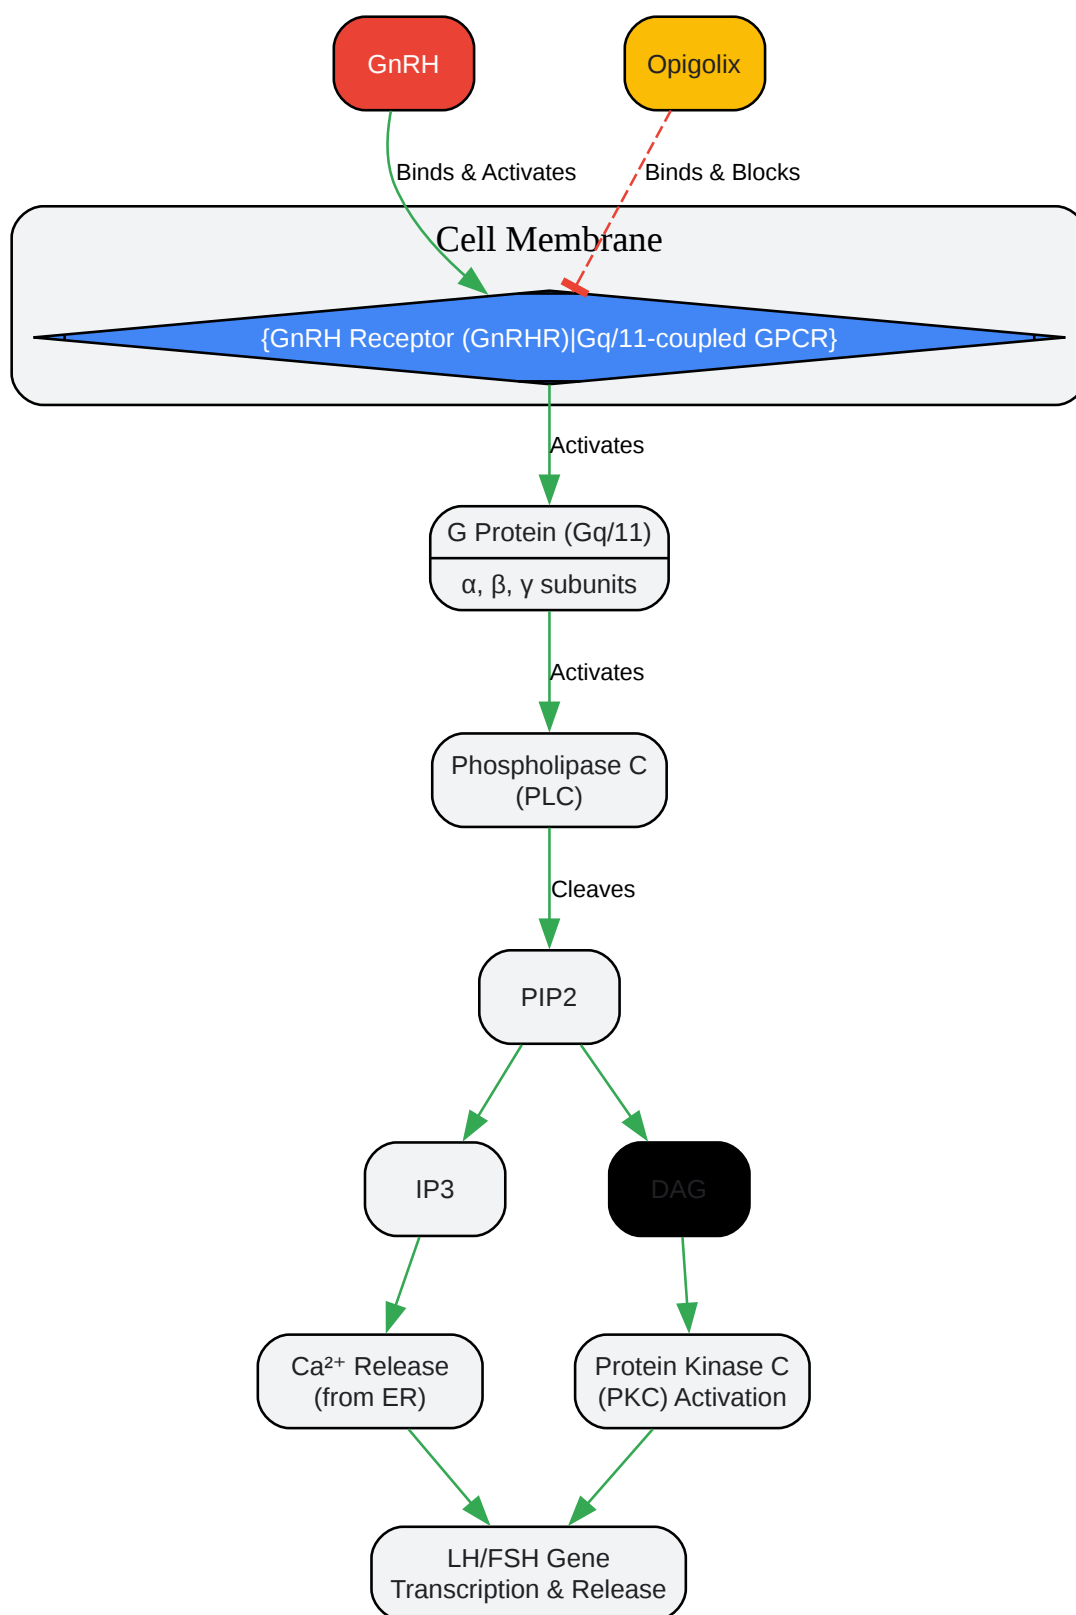 GnRH
Opigolix
Binds & Activates
Binds & Blocks
Cell Membrane
{GnRH Receptor (GnRHR)|Gq/11-coupled GPCR}
Activates
G Protein (Gq/11)
α, β, γ subunits
Activates
Phospholipase C
(PLC)
Cleaves
PIP2
IP3
DAG
Ca²⁺ Release
(from ER)
Protein Kinase C
(PKC) Activation
LH/FSH Gene
Transcription & Release